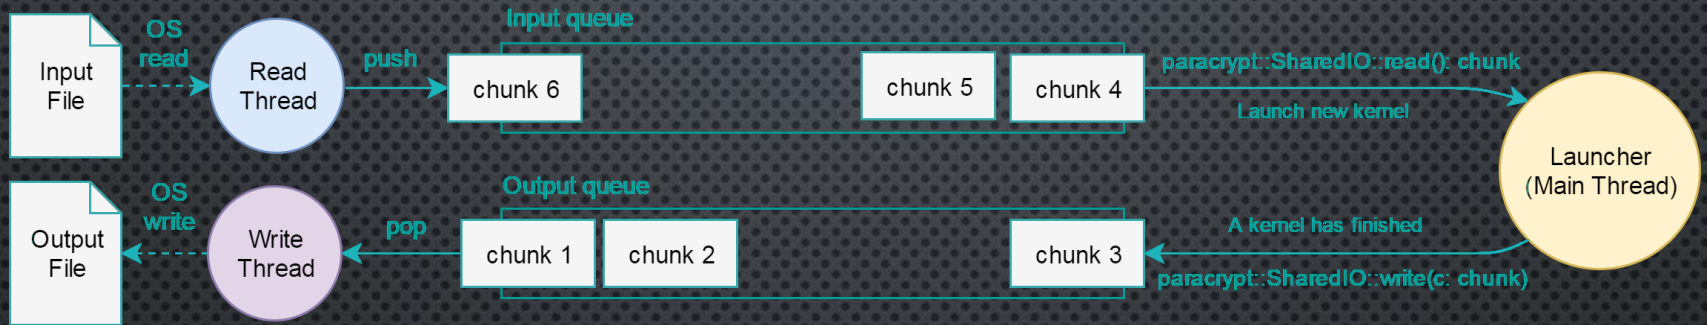 Input
File
OS
read
Read
Thread
push
Input queue
chunk 6
chunk 5
chunk 4
paracrypt::SharedIO::read(): chunk
Launch new kernel
Launcher
(Main Thread)
Output
File
OS
write
Write
Thread
pop
Output queue
chunk 1
chunk 2
chunk 3
A kernel has finished
paracrypt::SharedIO::write(c: chunk)